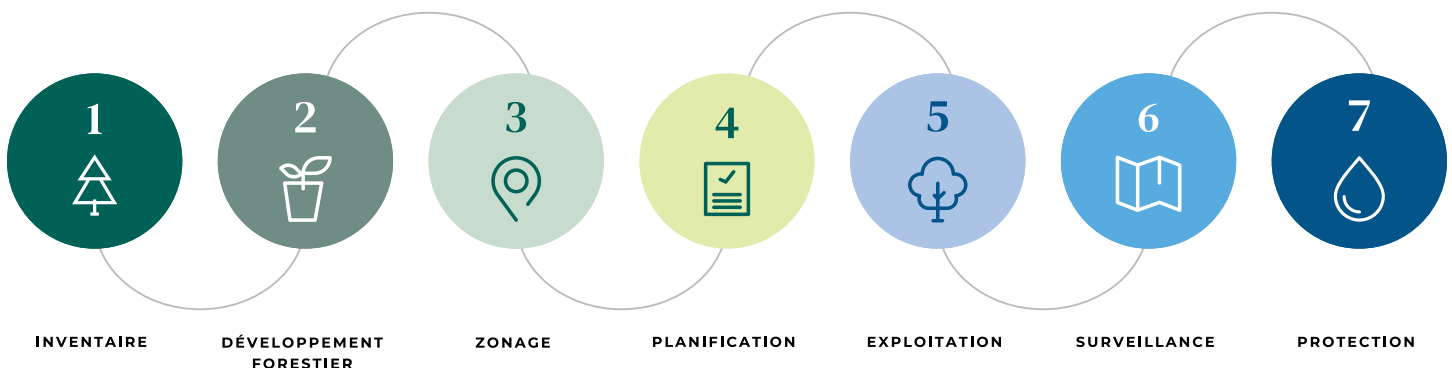 1
2
3
4
5
6
7
INVENTAIRE
DÉVELOPPEMENT
FORESTIER
ZONAGE
PLANIFICATION
EXPLOITATION
SURVEILLANCE
PROTECTION